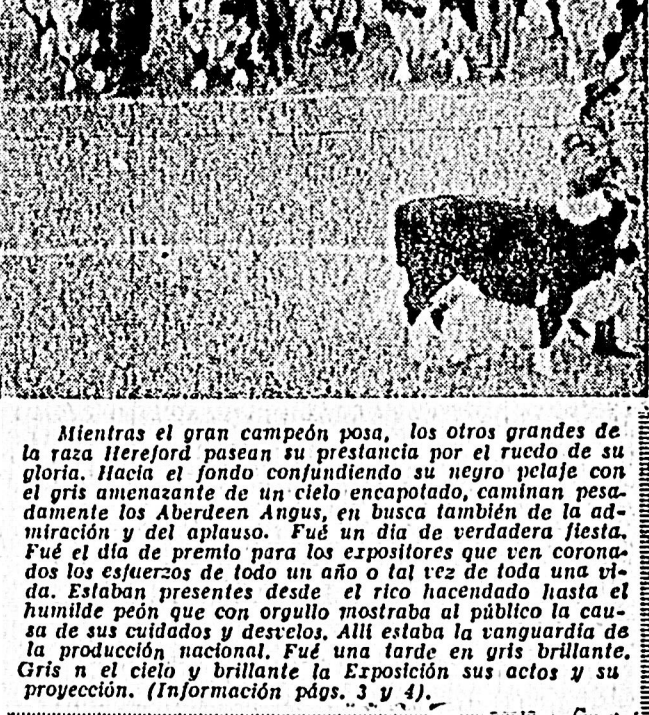 Mientras el gran campeón posa, los otros grandes de
la raza Hereford pasean su prestancia por el ruedo de su
gloria. Hacia el fondo confundiendo su negro pelaje con
el gris amenazante de un cielo encapotado, caminan pesa-
damente los Aberdeen Angus, en busca también de la ad-
miración y del aplauso. Fué un día de verdadera fiesta.
Fué el día de premio para los expositores que ven corona-
dos los esfuerzos de todo un año o tal vez de toda una vi-
da. Estaban presentes desde el rico hacendado hasta el
humilde peón que con orgullo mostraba al público la cau-
sa de sus cuidados y desvelos. Allí estaba la vanguardia de
la producción nacional. Fué una tarde en gris brillante.
Gris n el cielo y brillante la Exposición sus actos y su
proyección. (Información págs. 3 y 4).